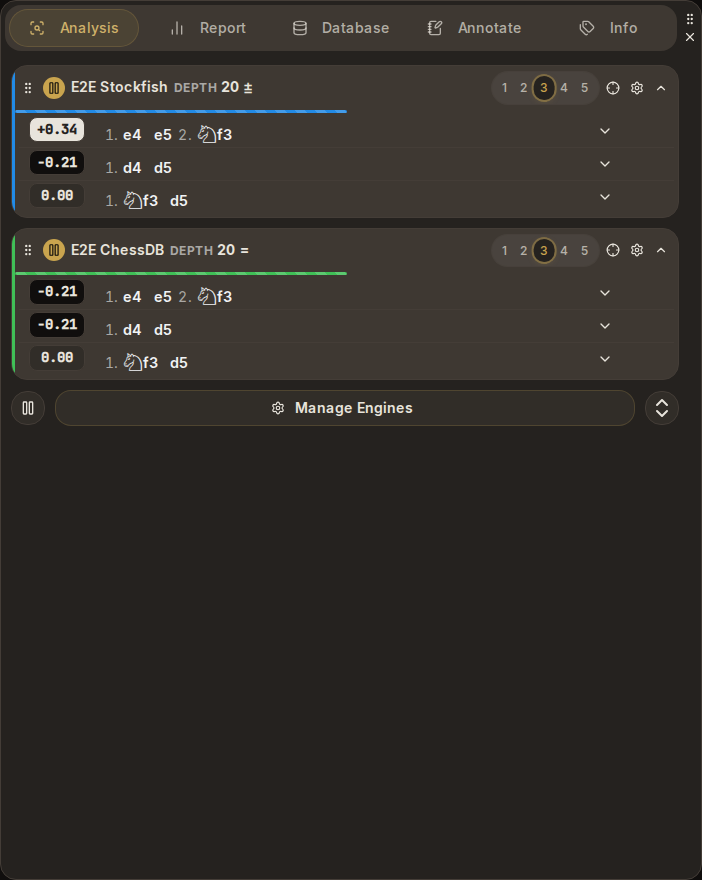 Analysis Report Database Annotate Info
E2E Stockfish DEPTH 20 ± 1 2 3 4 5
+0.34 1. e4 e5 2. ♘f3
-0.21 1. d4 d5
0.00 1. ♘f3 d5
E2E ChessDB DEPTH 20 = 1 2 3 4 5
-0.21 1. e4 e5 2. ♘f3
-0.21 1. d4 d5
0.00 1. ♘f3 d5
Manage Engines